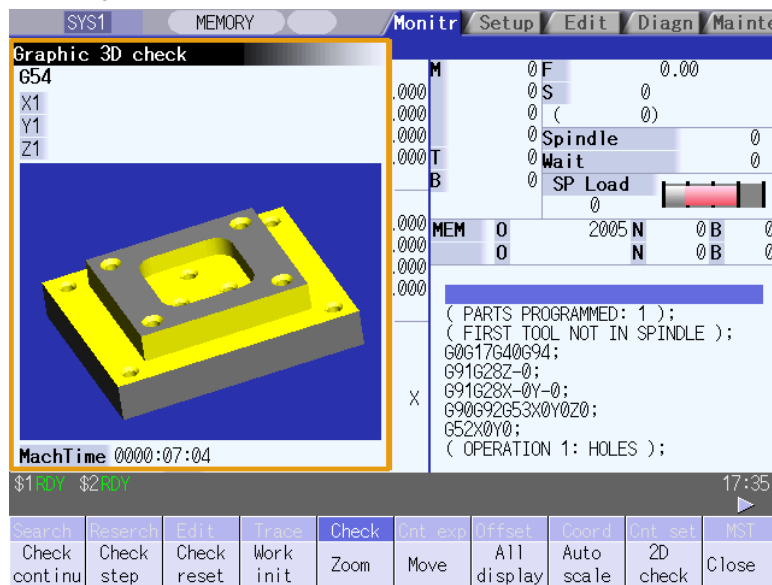 SYS1 MEMORY Monitr Setup Edit Diagn Mainte
Graphic 3D check
G54
X1
Y1
Z1
MachTime 0000:07:04
.000
.000
.000
.000
.000
.000
.000
.000
X
M 0 F 0.00
0 S 0
0 ( 0)
0 Spindle 0
T 0 Wait 0
B 0 SP Load
0
MEM O 2005 N 0 B 0
O N 0 B 0
( PARTS PROGRAMMED: 1 );
( FIRST TOOL NOT IN SPINDLE );
G0G17G40G94;
G91G28Z-0;
G91G28X-0Y-0;
G90G92G53X0Y0Z0;
G52X0Y0;
( OPERATION 1: HOLES );
$1RDY $2RDY 17:35
Search Reserch Edit Trace Check Cnt exp Offset Coord Cnt set MST
Check continu Check step Check reset Work init Zoom Move All display Auto scale 2D check Close